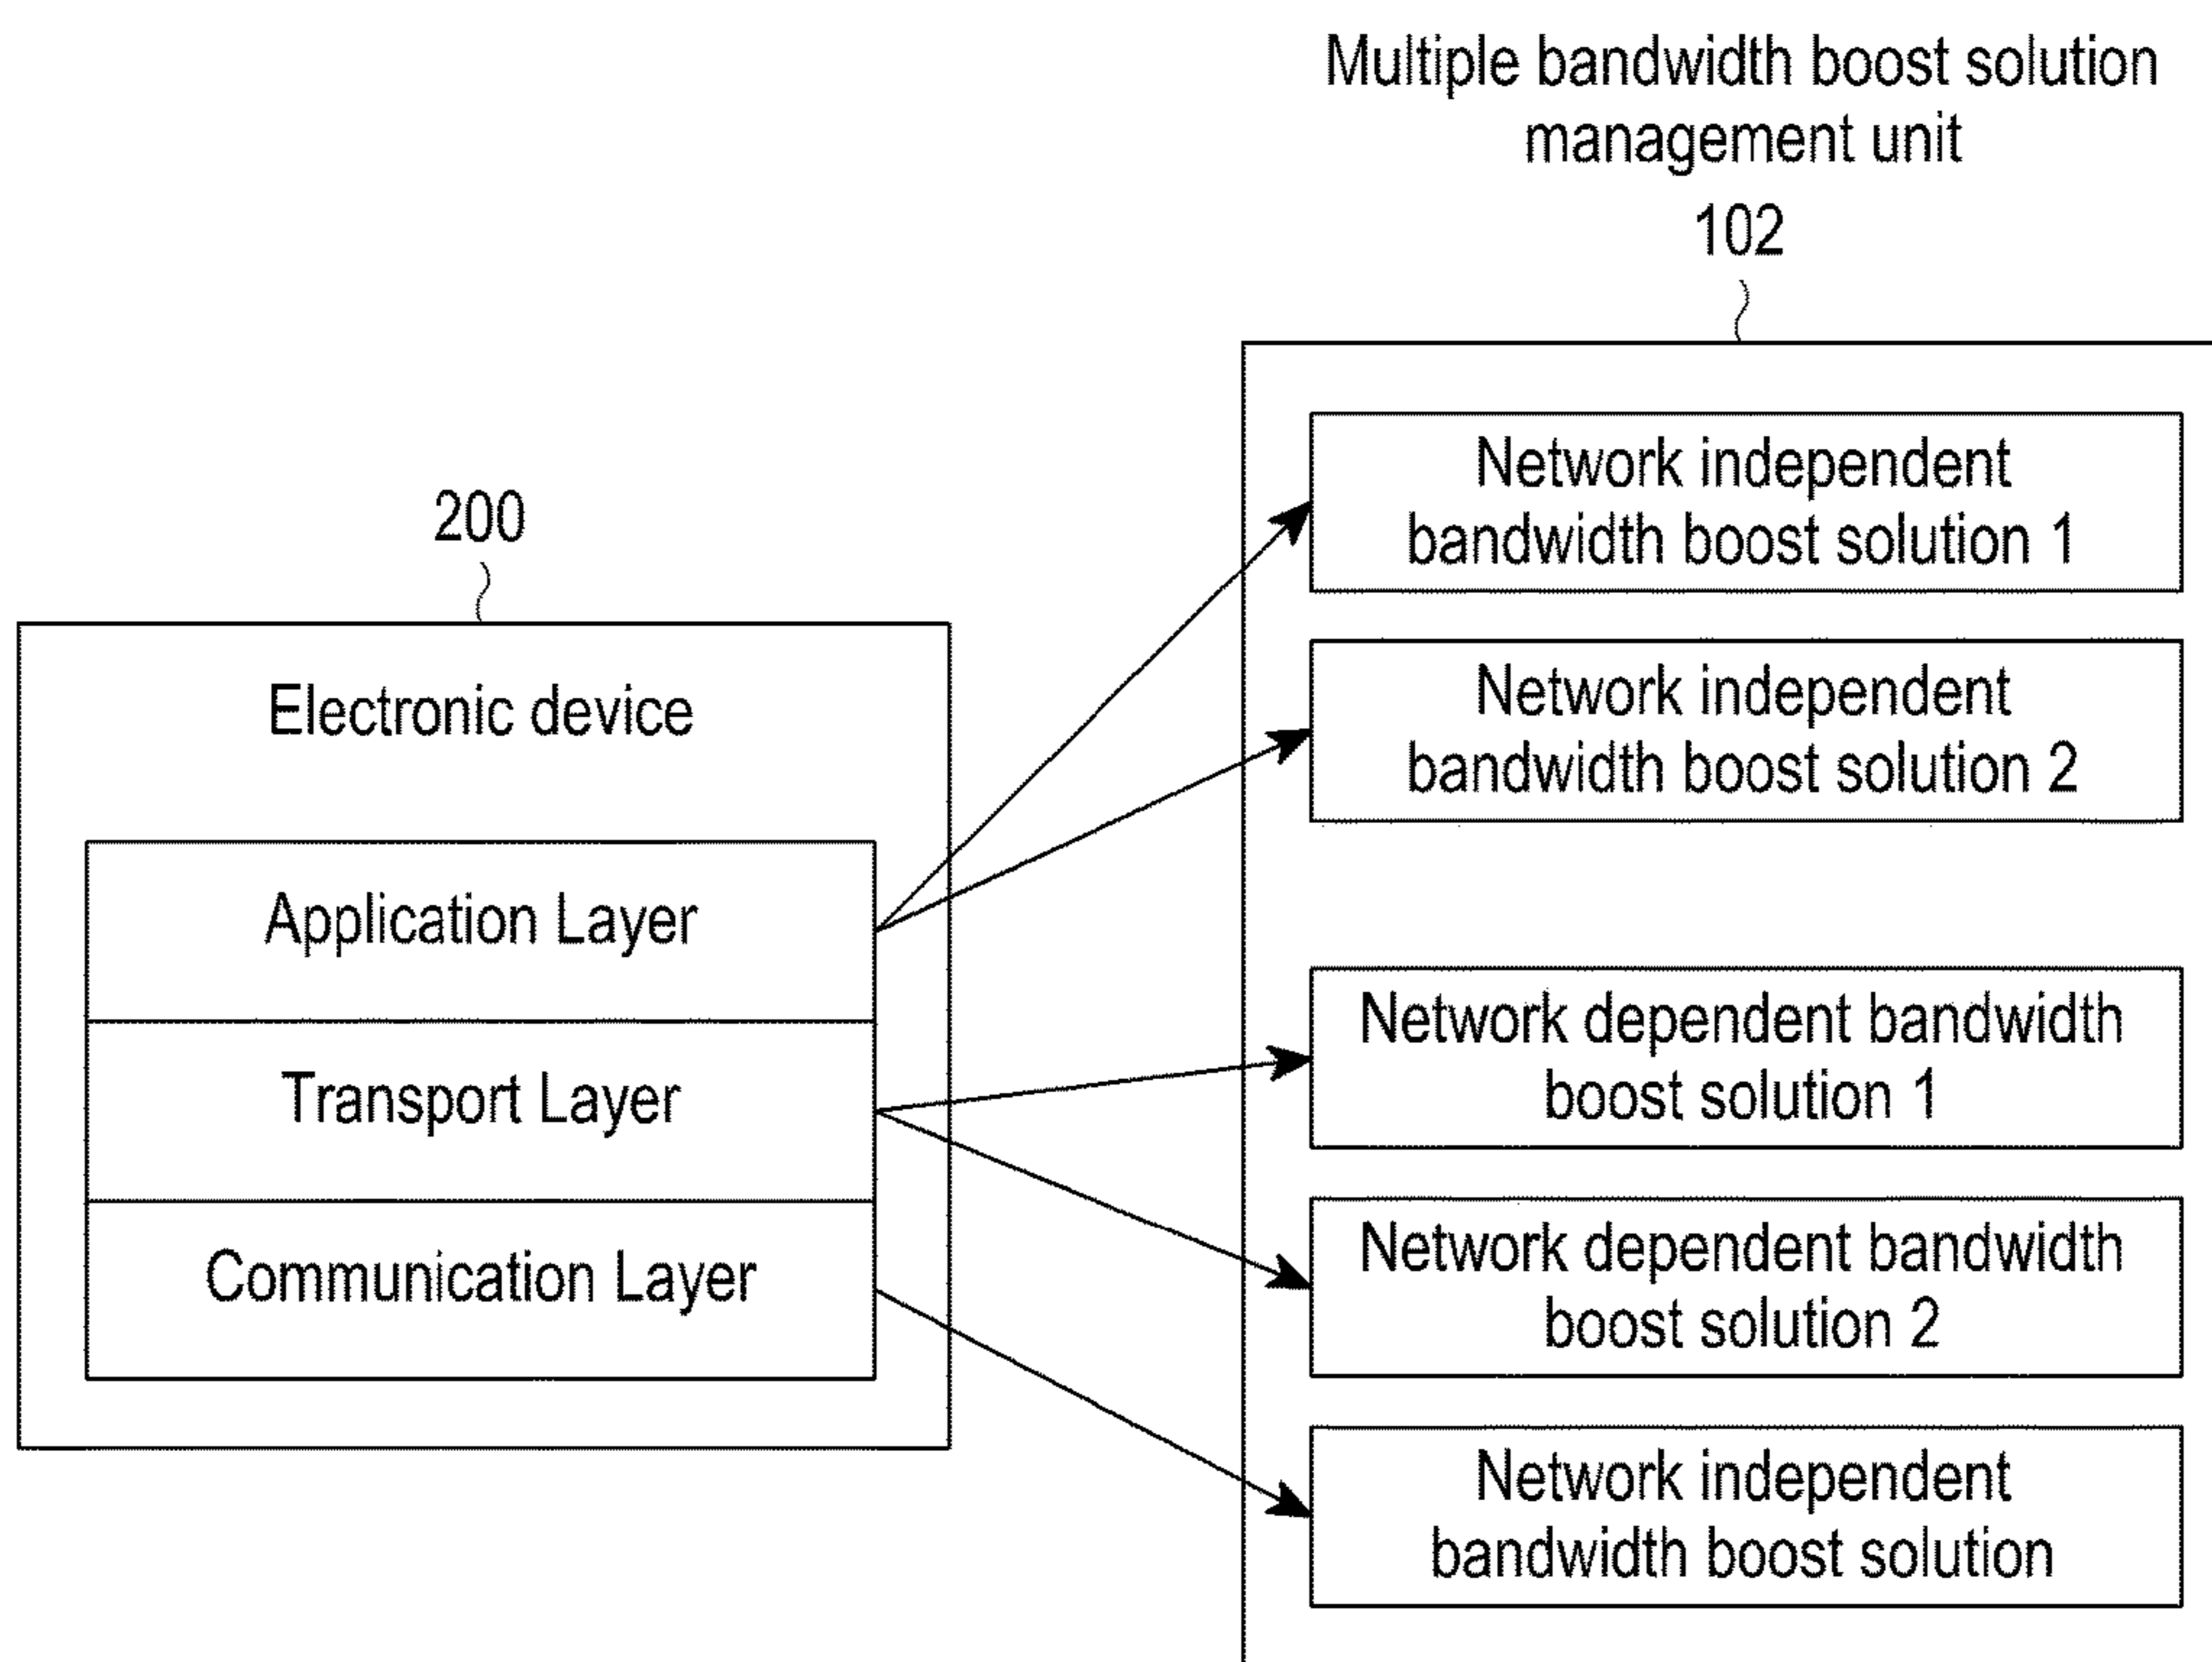 Multiple bandwidth boost solution
management unit
102
200
Electronic device
Application Layer
Transport Layer
Communication Layer
Network independent
bandwidth boost solution 1
Network independent
bandwidth boost solution 2
Network dependent bandwidth
boost solution 1
Network dependent bandwidth
boost solution 2
Network independent
bandwidth boost solution